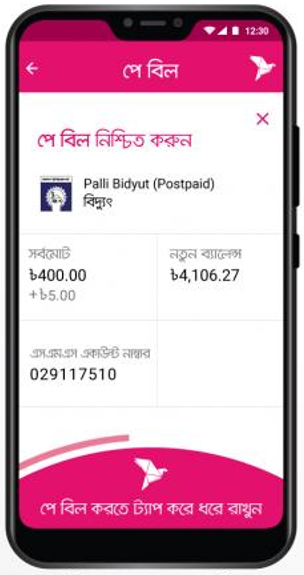 12:30
পে বিল
পে বিল নিশ্চিত করুন
Palli Bidyut (Postpaid)
বিদ্যুৎ
সর্বমোট
৳400.00
+৳5.00
নতুন ব্যালেন্স
৳4,106.27
এসএমএস একাউন্ট নাম্বার
029117510
পে বিল করতে ট্যাপ করে ধরে রাখুন